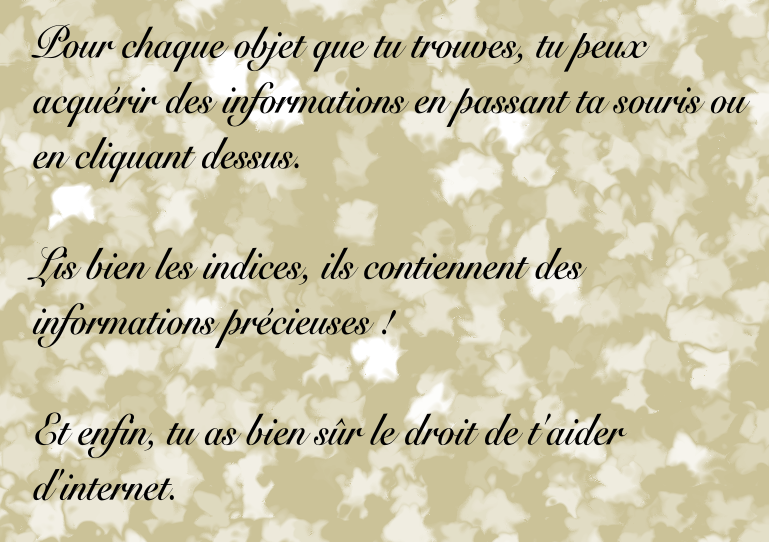 Pour chaque objet que tu trouves, tu peux
acquérir des informations en passant ta souris ou
en cliquant dessus.
Lis bien les indices, ils contiennent des
informations précieuses !
Et enfin, tu as bien sûr le droit de t'aider
d'internet.